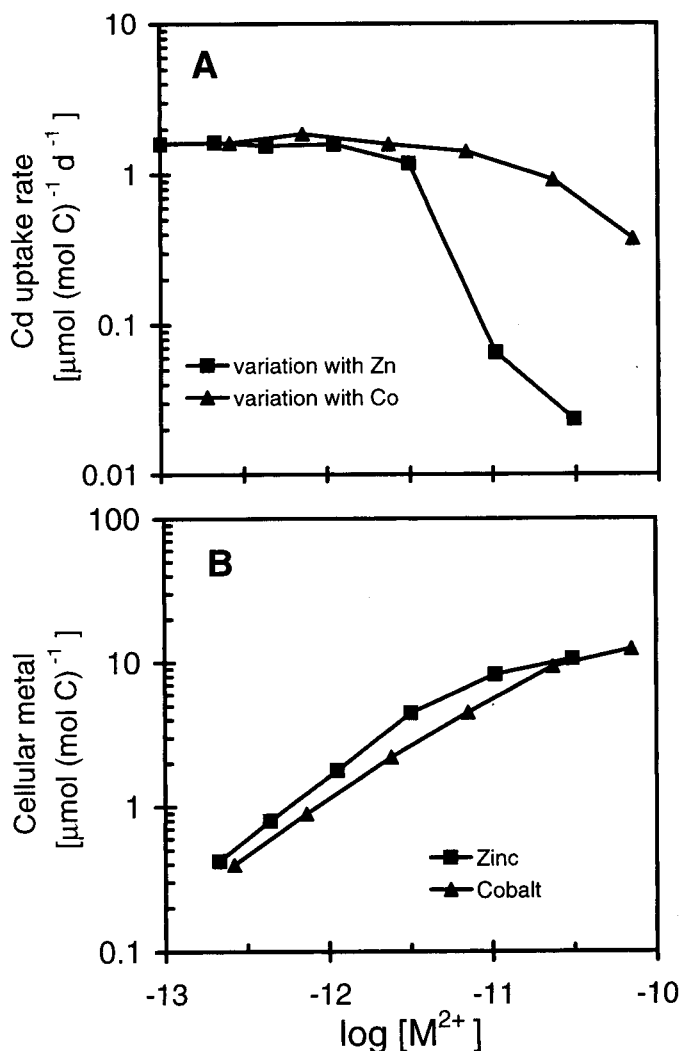 10
A
1
0.1
0.01
Cd uptake rate
[μmol (mol C)⁻¹ d⁻¹]
variation with Zn
variation with Co
100
B
10
1
0.1
Cellular metal
[μmol (mol C)⁻¹]
Zinc
Cobalt
-13 -12 -11 -10
log [M²⁺]